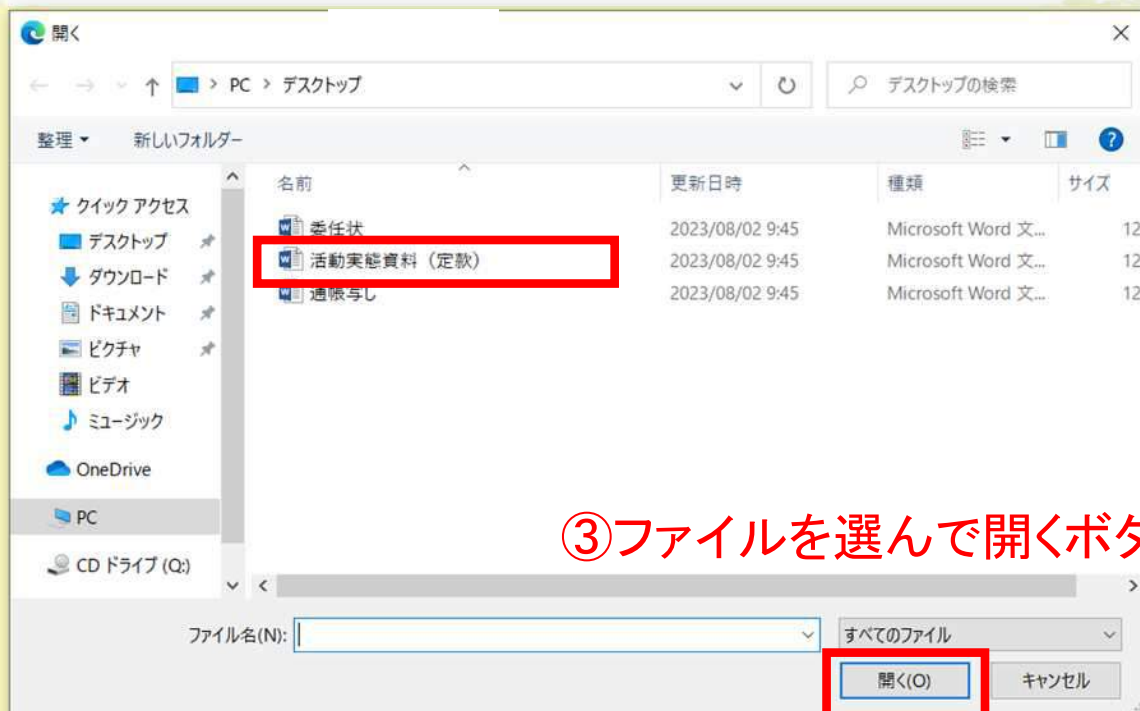 開く
PC > デスクトップ
デスクトップの検索
整理 新しいフォルダー
名前 更新日時 種類 サイズ
クイック アクセス
デスクトップ
ダウンロード
ドキュメント
ピクチャ
ビデオ
ミュージック
OneDrive
PC
CD ドライブ (Q:)
委任状 2023/08/02 9:45 Microsoft Word 文... 12
活動実態資料（定款） 2023/08/02 9:45 Microsoft Word 文... 12
通帳写し 2023/08/02 9:45 Microsoft Word 文... 12
③ファイルを選んで開くボタ
ファイル名(N): すべてのファイル
開く(O) キャンセル